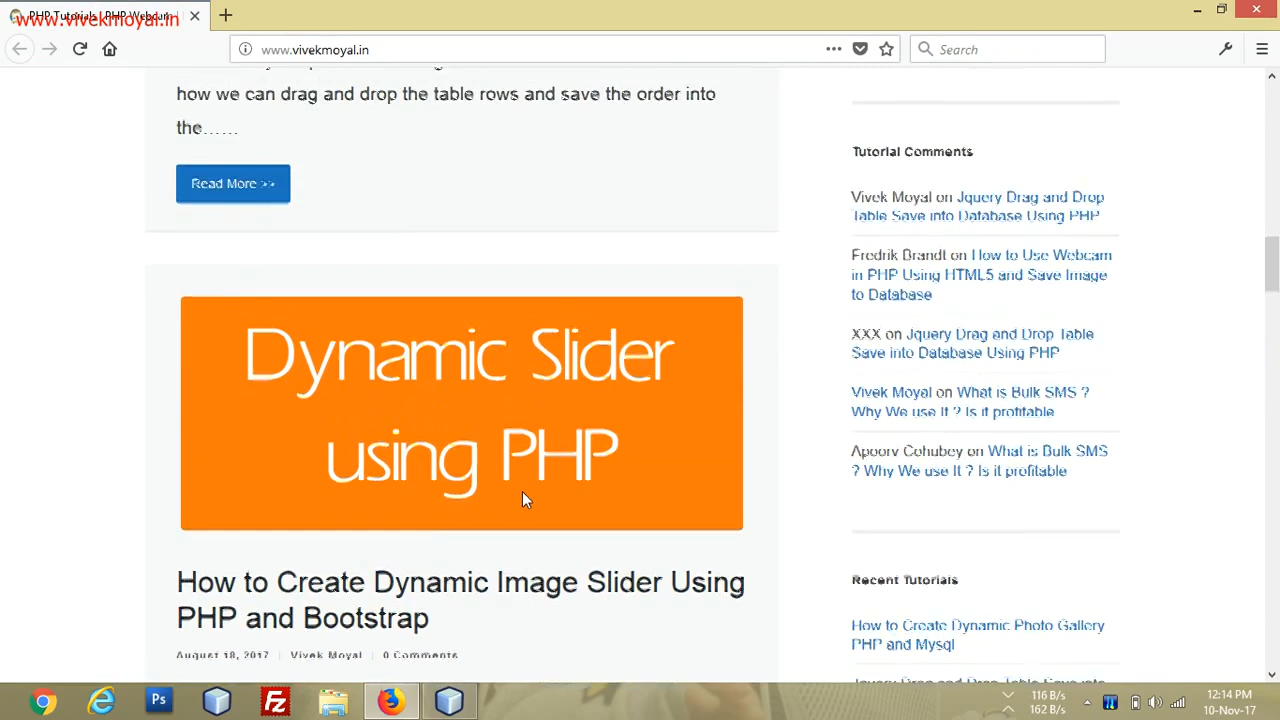 PHP Tutorials, PHP Webcam
www.vivekmoyal.in
www.vivekmoyal.in
Search
how we can drag and drop the table rows and save the order into
the......
Read More >>
Dynamic Slider
using PHP
How to Create Dynamic Image Slider Using
PHP and Bootstrap
August 18, 2017 | Vivek Moyal | 0 Comments
Tutorial Comments
Vivek Moyal on Jquery Drag and Drop
Table Save into Database Using PHP
Fredrik Brandt on How to Use Webcam
in PHP Using HTML5 and Save Image
to Database
XXX on Jquery Drag and Drop Table
Save into Database Using PHP
Vivek Moyal on What is Bulk SMS ?
Why We use It ? Is it profitable
Apoorv Cohubey on What is Bulk SMS
? Why We use It ? Is it profitable
Recent Tutorials
How to Create Dynamic Photo Gallery
PHP and Mysql
Ps
Fz
116 B/s
162 B/s
12:14 PM
10-Nov-17